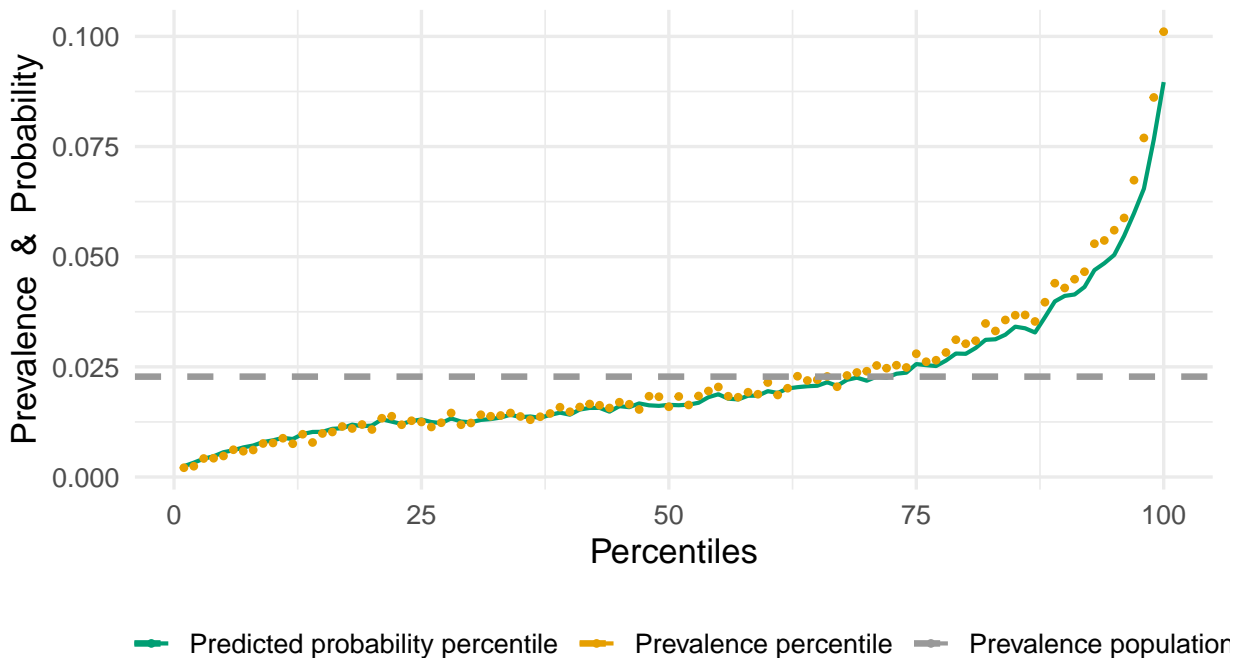 Prevalence & Probability
0.100
0.075
0.050
0.025
0.000
0 25 50 75 100
Percentiles
Predicted probability percentile Prevalence percentile Prevalence population